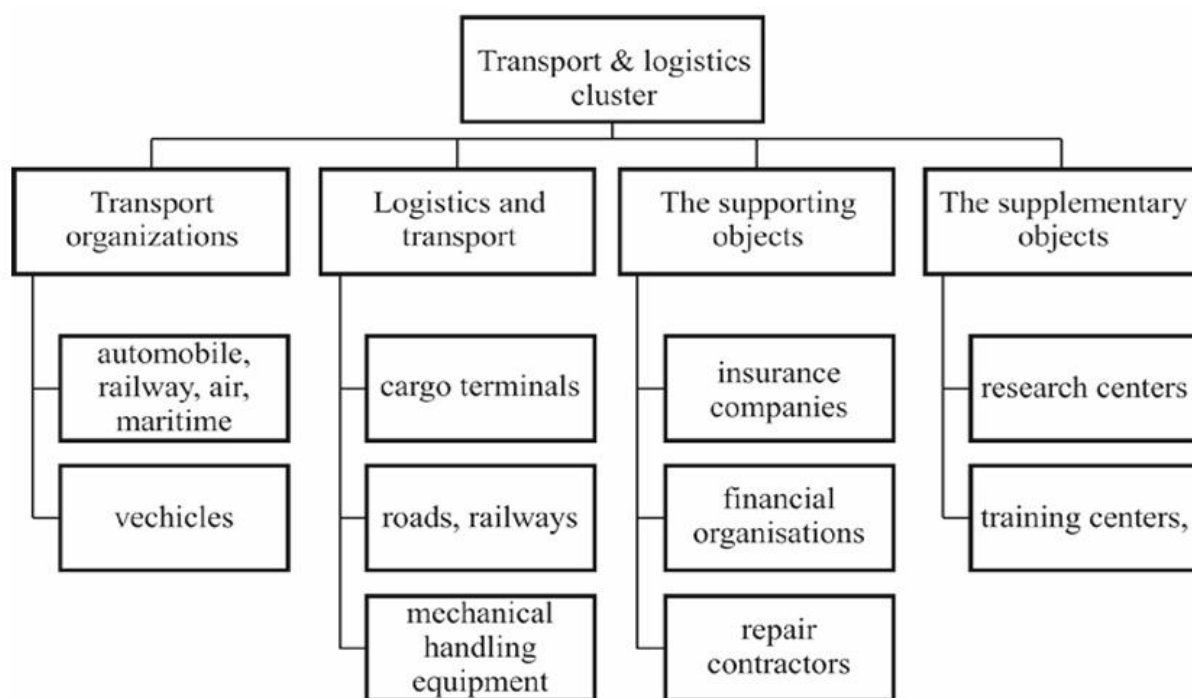 Transport & logistics
cluster
Transport
organizations
Logistics and
transport
The supporting
objects
The supplementary
objects
automobile,
railway, air,
maritime
vechicles
cargo terminals
roads, railways
mechanical
handling
equipment
insurance
companies
financial
organisations
repair
contractors
research centers
training centers,